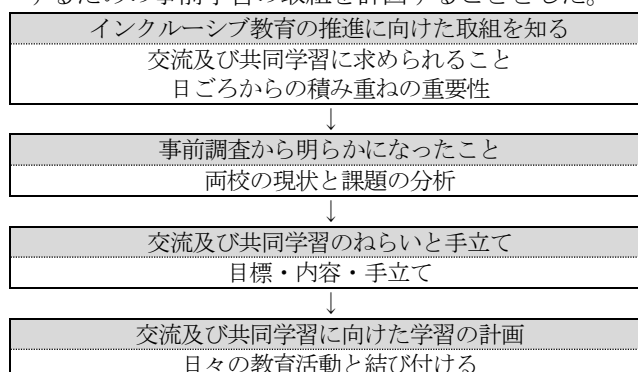 するための事前学習の取組を計画することとした。
インクルーシブ教育の推進に向けた取組を知る
交流及び共同学習に求められること
日ごろからの積み重ねの重要性
↓
事前調査から明らかになったこと
両校の現状と課題の分析
↓
交流及び共同学習のねらいと手立て
目標・内容・手立て
↓
交流及び共同学習に向けた学習の計画
日々の教育活動と結び付ける